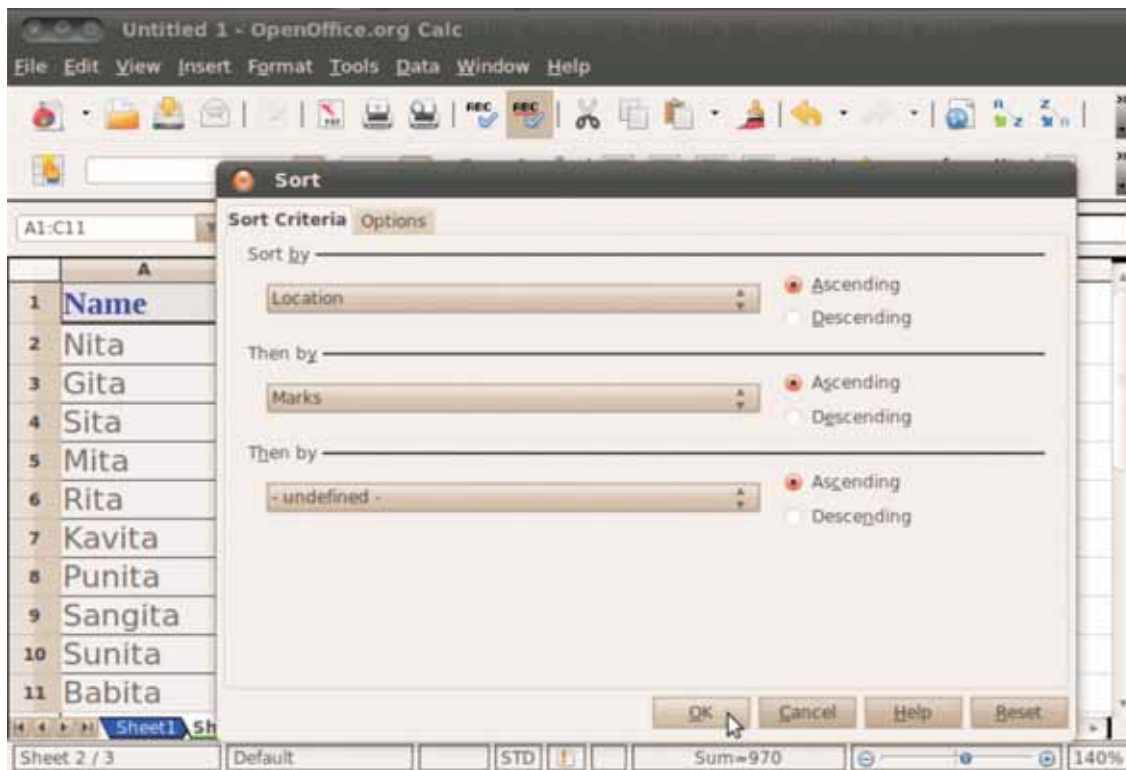 Untitled 1 - OpenOffice.org Calc
File Edit View Insert Format Tools Data Window Help
Sort
A1:C11
Sort Criteria Options
Sort by
Location
Ascending
Descending
Then by
Marks
Ascending
Descending
Then by
- undefined -
Ascending
Descending
A
1 Name
2 Nita
3 Gita
4 Sita
5 Mita
6 Rita
7 Kavita
8 Punita
9 Sangita
10 Sunita
11 Babita
OK Cancel Help Reset
Sheet1 Sh
Sheet 2 / 3 Default STD Sum=970 140%